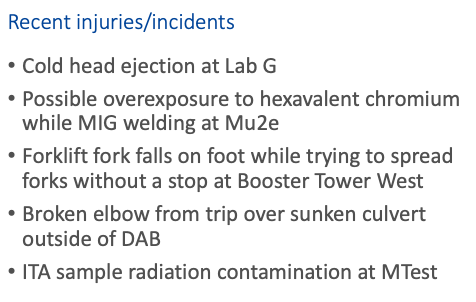 Recent injuries/incidents
• Cold head ejection at Lab G
• Possible overexposure to hexavalent chromium
while MIG welding at Mu2e
• Forklift fork falls on foot while trying to spread
forks without a stop at Booster Tower West
• Broken elbow from trip over sunken culvert
outside of DAB
• ITA sample radiation contamination at MTest